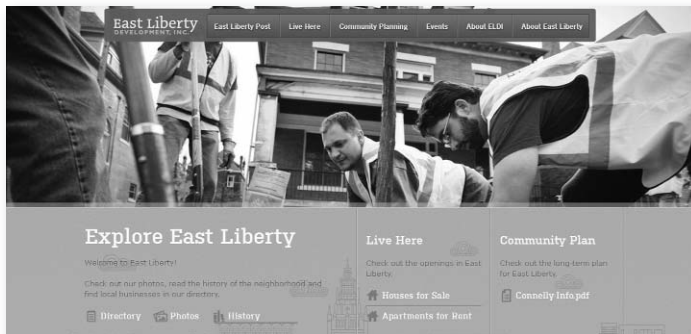 East Liberty
DEVELOPMENT, INC.
East Liberty Post
Live Here
Community Planning
Events
About ELDI
About East Liberty
Explore East Liberty
Welcome to East Liberty!
Check out our photos, read the history of the neighborhood and
find local businesses in our directory.
Directory
Photos
History
Live Here
Check out the openings in East
Liberty.
Houses for Sale
Apartments for Rent
Community Plan
Check out the long-term plan
for East Liberty.
Connelly Info.pdf